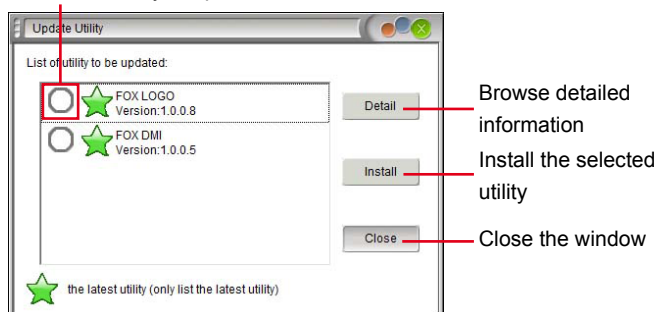 Update Utility
List of utility to be updated:
FOX LOGO
Version:1.0.0.8
FOX DMI
Version:1.0.0.5
Detail
Install
Close
the latest utility (only list the latest utility)
Browse detailed
information
Install the selected
utility
Close the window